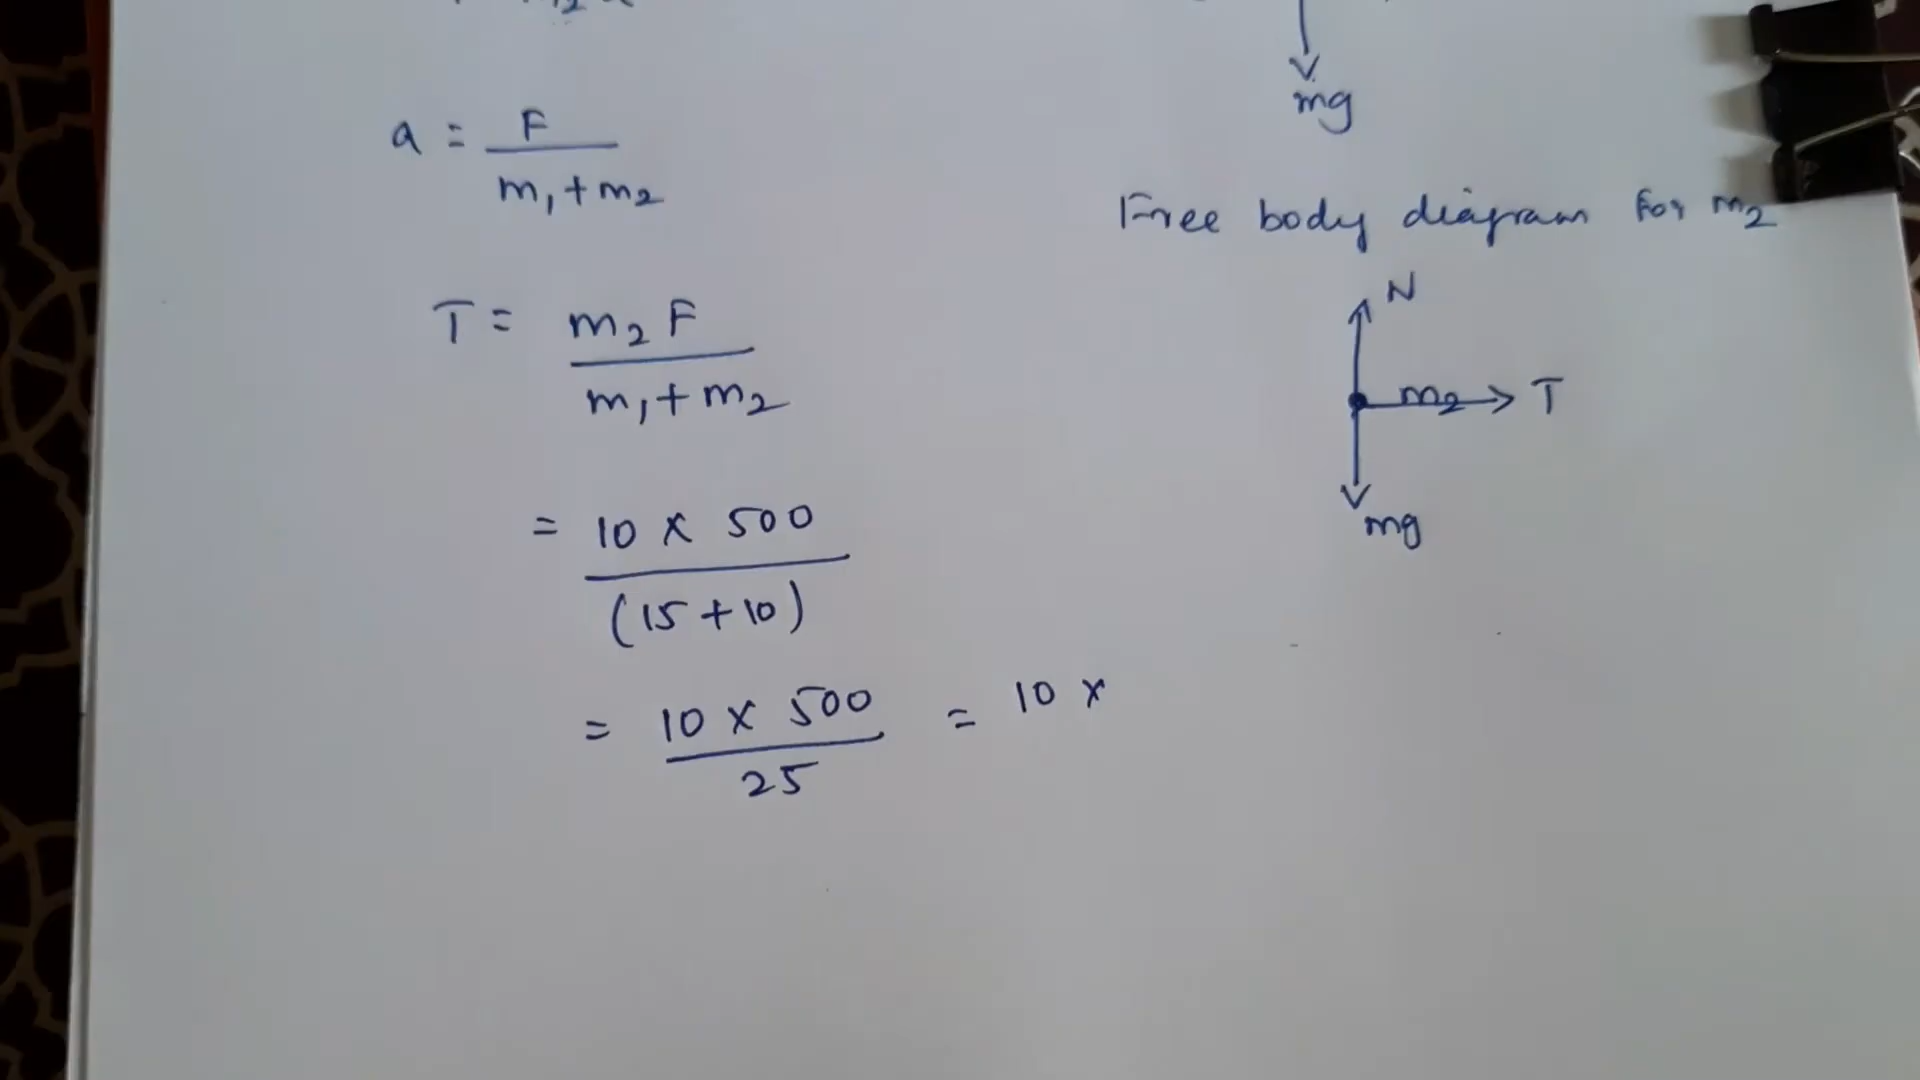 mg
a = F
m1 + m2
Free body diagram For m2
T = m2 F
m1 + m2
N
m2 T
mg
= 10 x 500
(15 + 10)
= 10 x 500 = 10 x
25